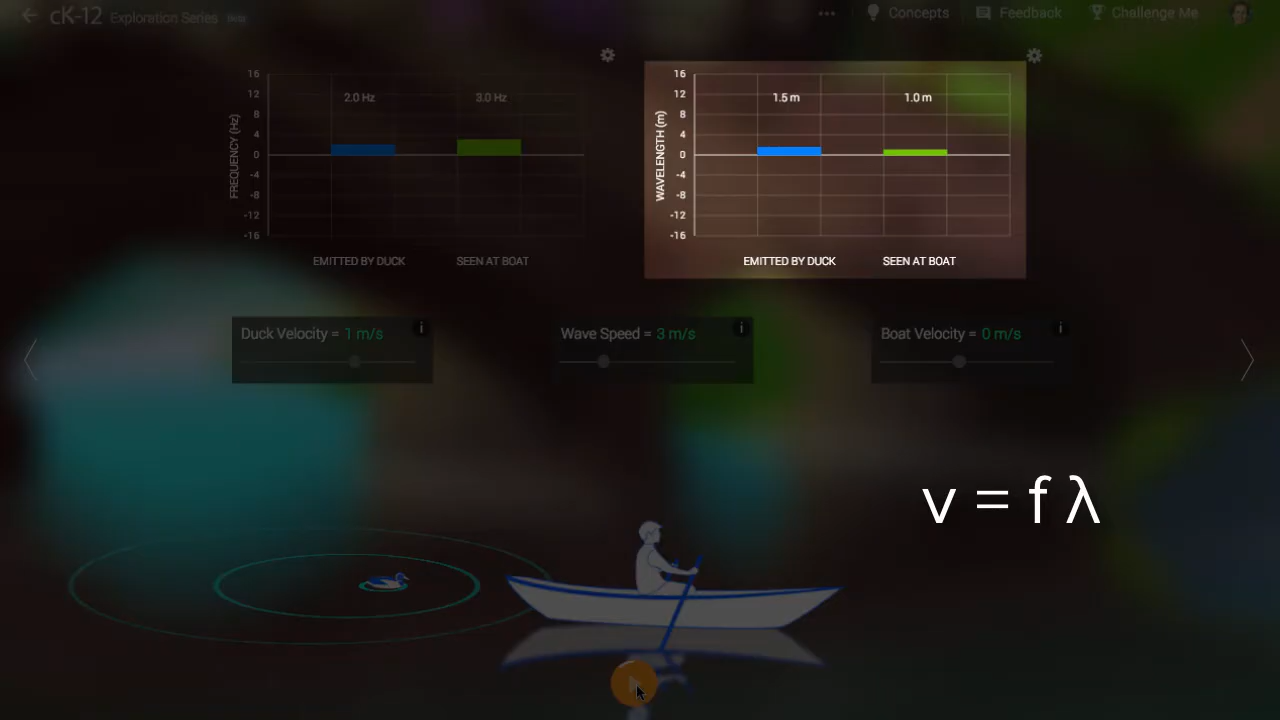 cK-12 Exploration Series BETA
Concepts
Feedback
Challenge Me
16
12
8
4
0
-4
-8
-12
-16
FREQUENCY (Hz)
2.0 Hz
3.0 Hz
EMITTED BY DUCK
SEEN AT BOAT
16
12
8
4
0
-4
-8
-12
-16
WAVELENGTH (m)
1.5 m
1.0 m
EMITTED BY DUCK
SEEN AT BOAT
Duck Velocity = 1 m/s
i
Wave Speed = 3 m/s
i
Boat Velocity = 0 m/s
i
v = f λ